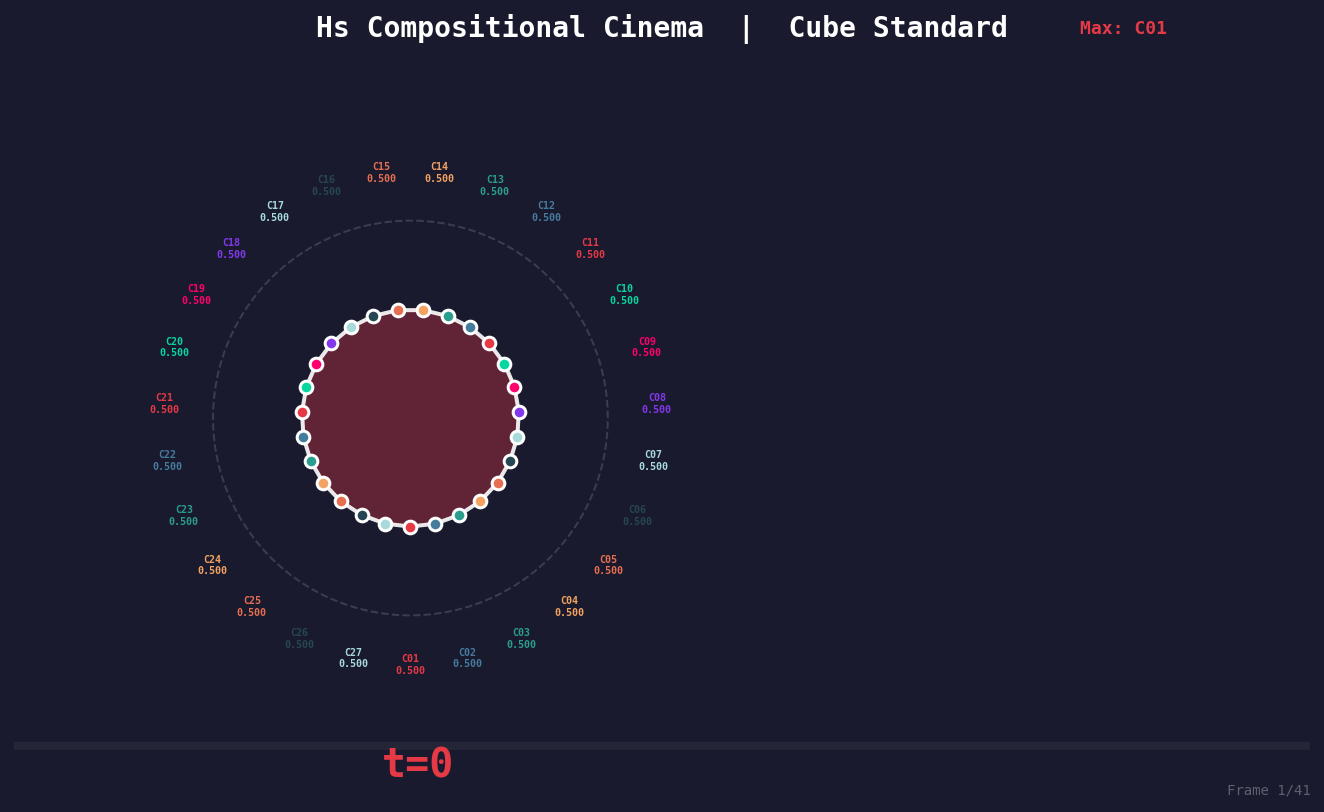 Hs Compositional Cinema | Cube Standard
Max: C01
C15
0.500
C14
0.500
C16
0.500
C13
0.500
C17
0.500
C12
0.500
C18
0.500
C11
0.500
C19
0.500
C10
0.500
C20
0.500
C09
0.500
C21
0.500
C08
0.500
C22
0.500
C07
0.500
C23
0.500
C06
0.500
C24
0.500
C05
0.500
C25
0.500
C04
0.500
C26
0.500
C03
0.500
C27
0.500
C01
0.500
C02
0.500
t=0
Frame 1/41